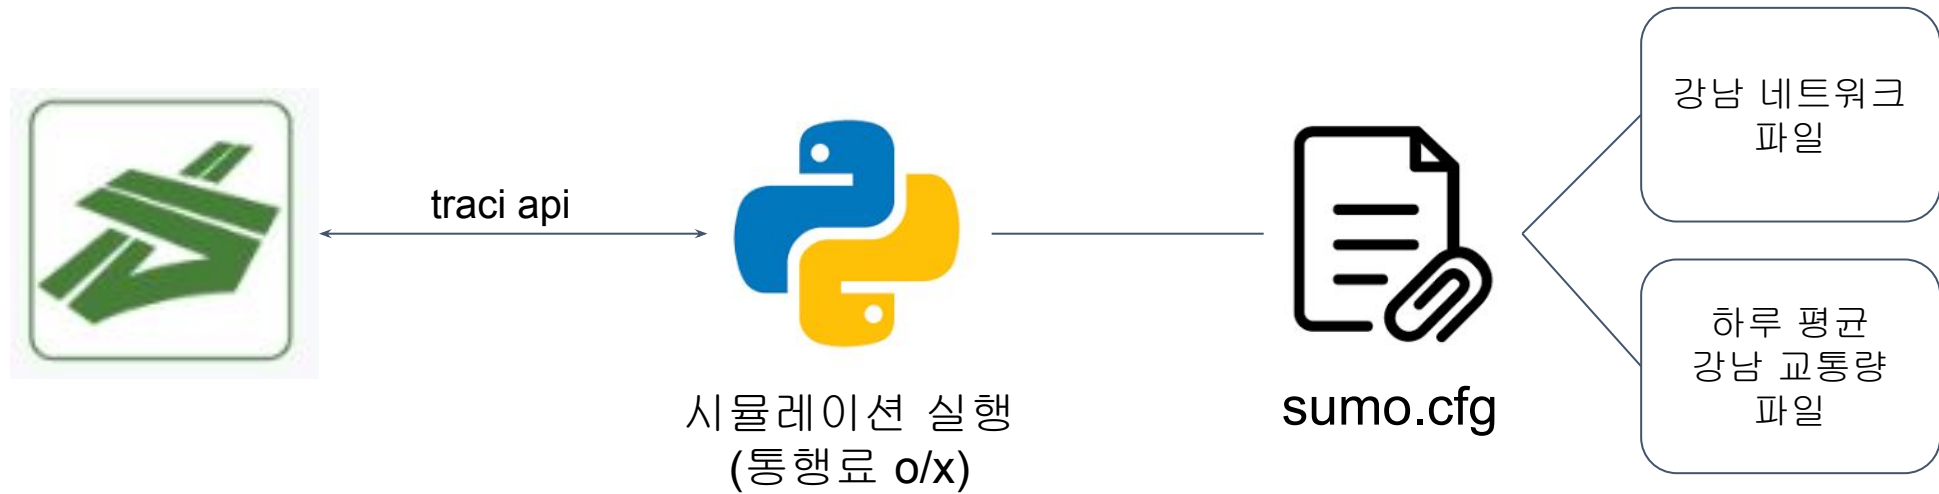 traci api
시뮬레이션 실행
(통행료 o/x)
sumo.cfg
강남 네트워크
파일
하루 평균
강남 교통량
파일